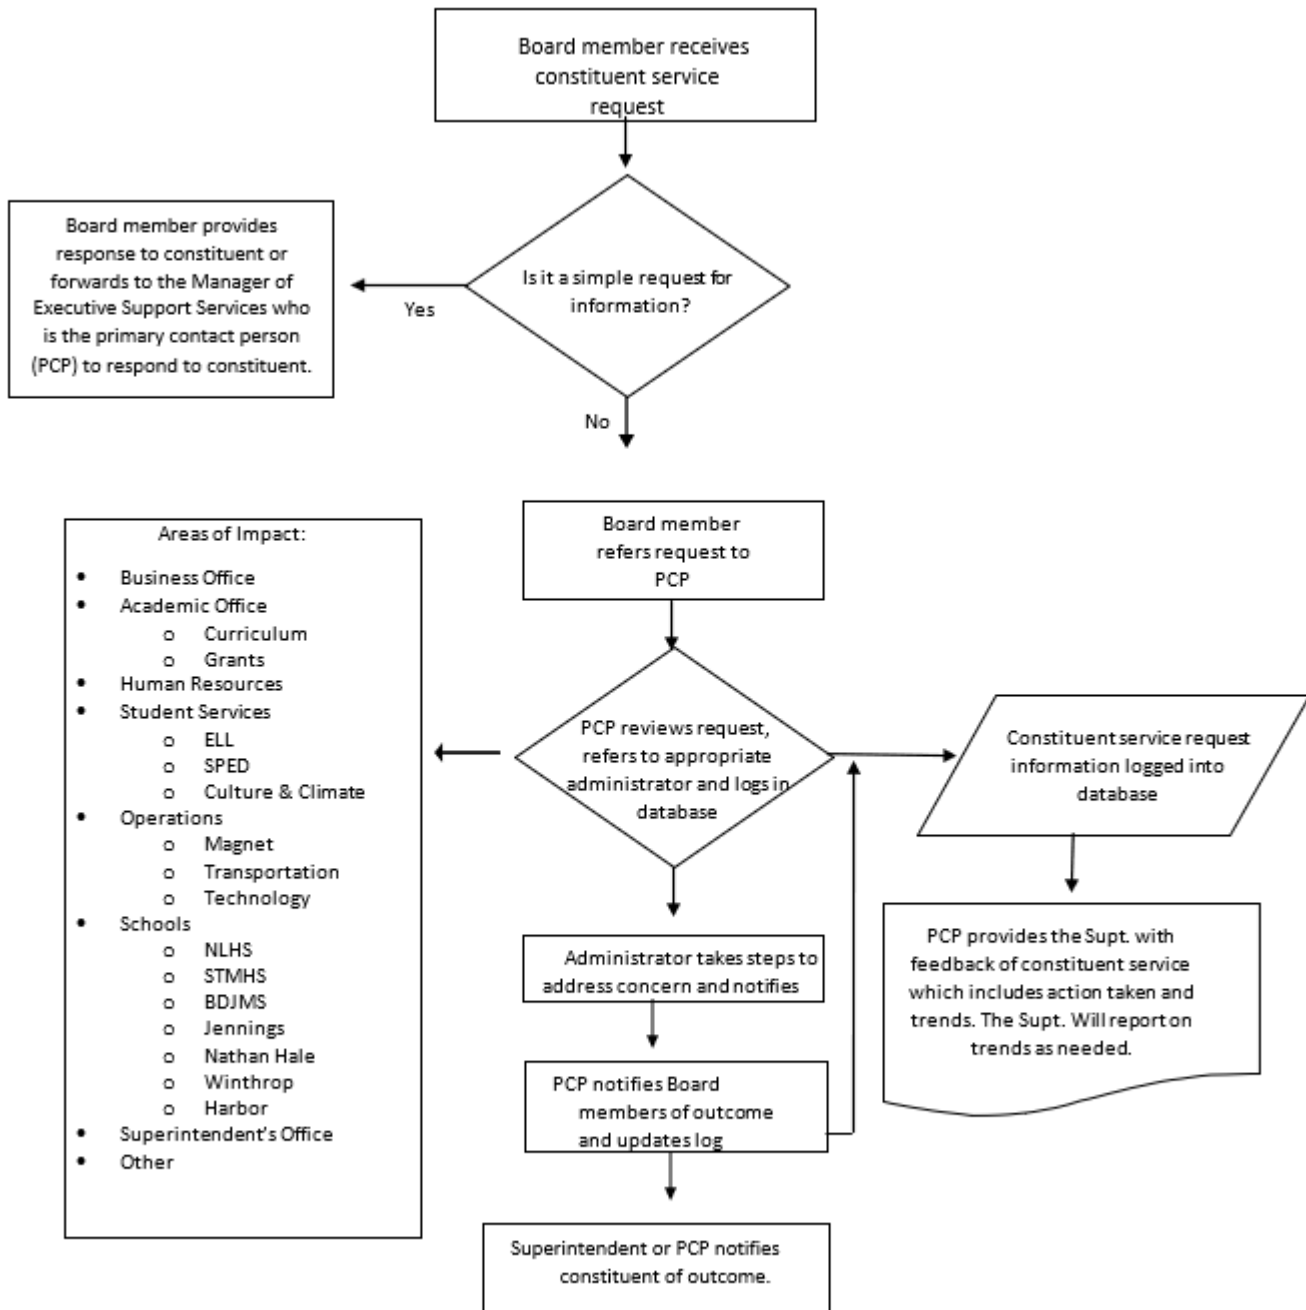 Board member receives
constituent service
request
Board member provides
response to constituent or
forwards to the Manager of
Executive Support Services who
is the primary contact person
(PCP) to respond to constituent.
Yes
Is it a simple request for
information?
No
Board member
refers request to
PCP
Areas of Impact:
• Business Office
• Academic Office
o Curriculum
o Grants
• Human Resources
• Student Services
o ELL
o SPED
o Culture & Climate
• Operations
o Magnet
o Transportation
o Technology
• Schools
o NLHS
o STMHS
o BDJMS
o Jennings
o Nathan Hale
o Winthrop
o Harbor
• Superintendent's Office
• Other
PCP reviews request,
refers to appropriate
administrator and logs in
database
Constituent service request
information logged into
database
Administrator takes steps to
address concern and notifies
PCP provides the Supt. with
feedback of constituent service
which includes action taken and
trends. The Supt. Will report on
trends as needed.
PCP notifies Board
members of outcome
and updates log
Superintendent or PCP notifies
constituent of outcome.